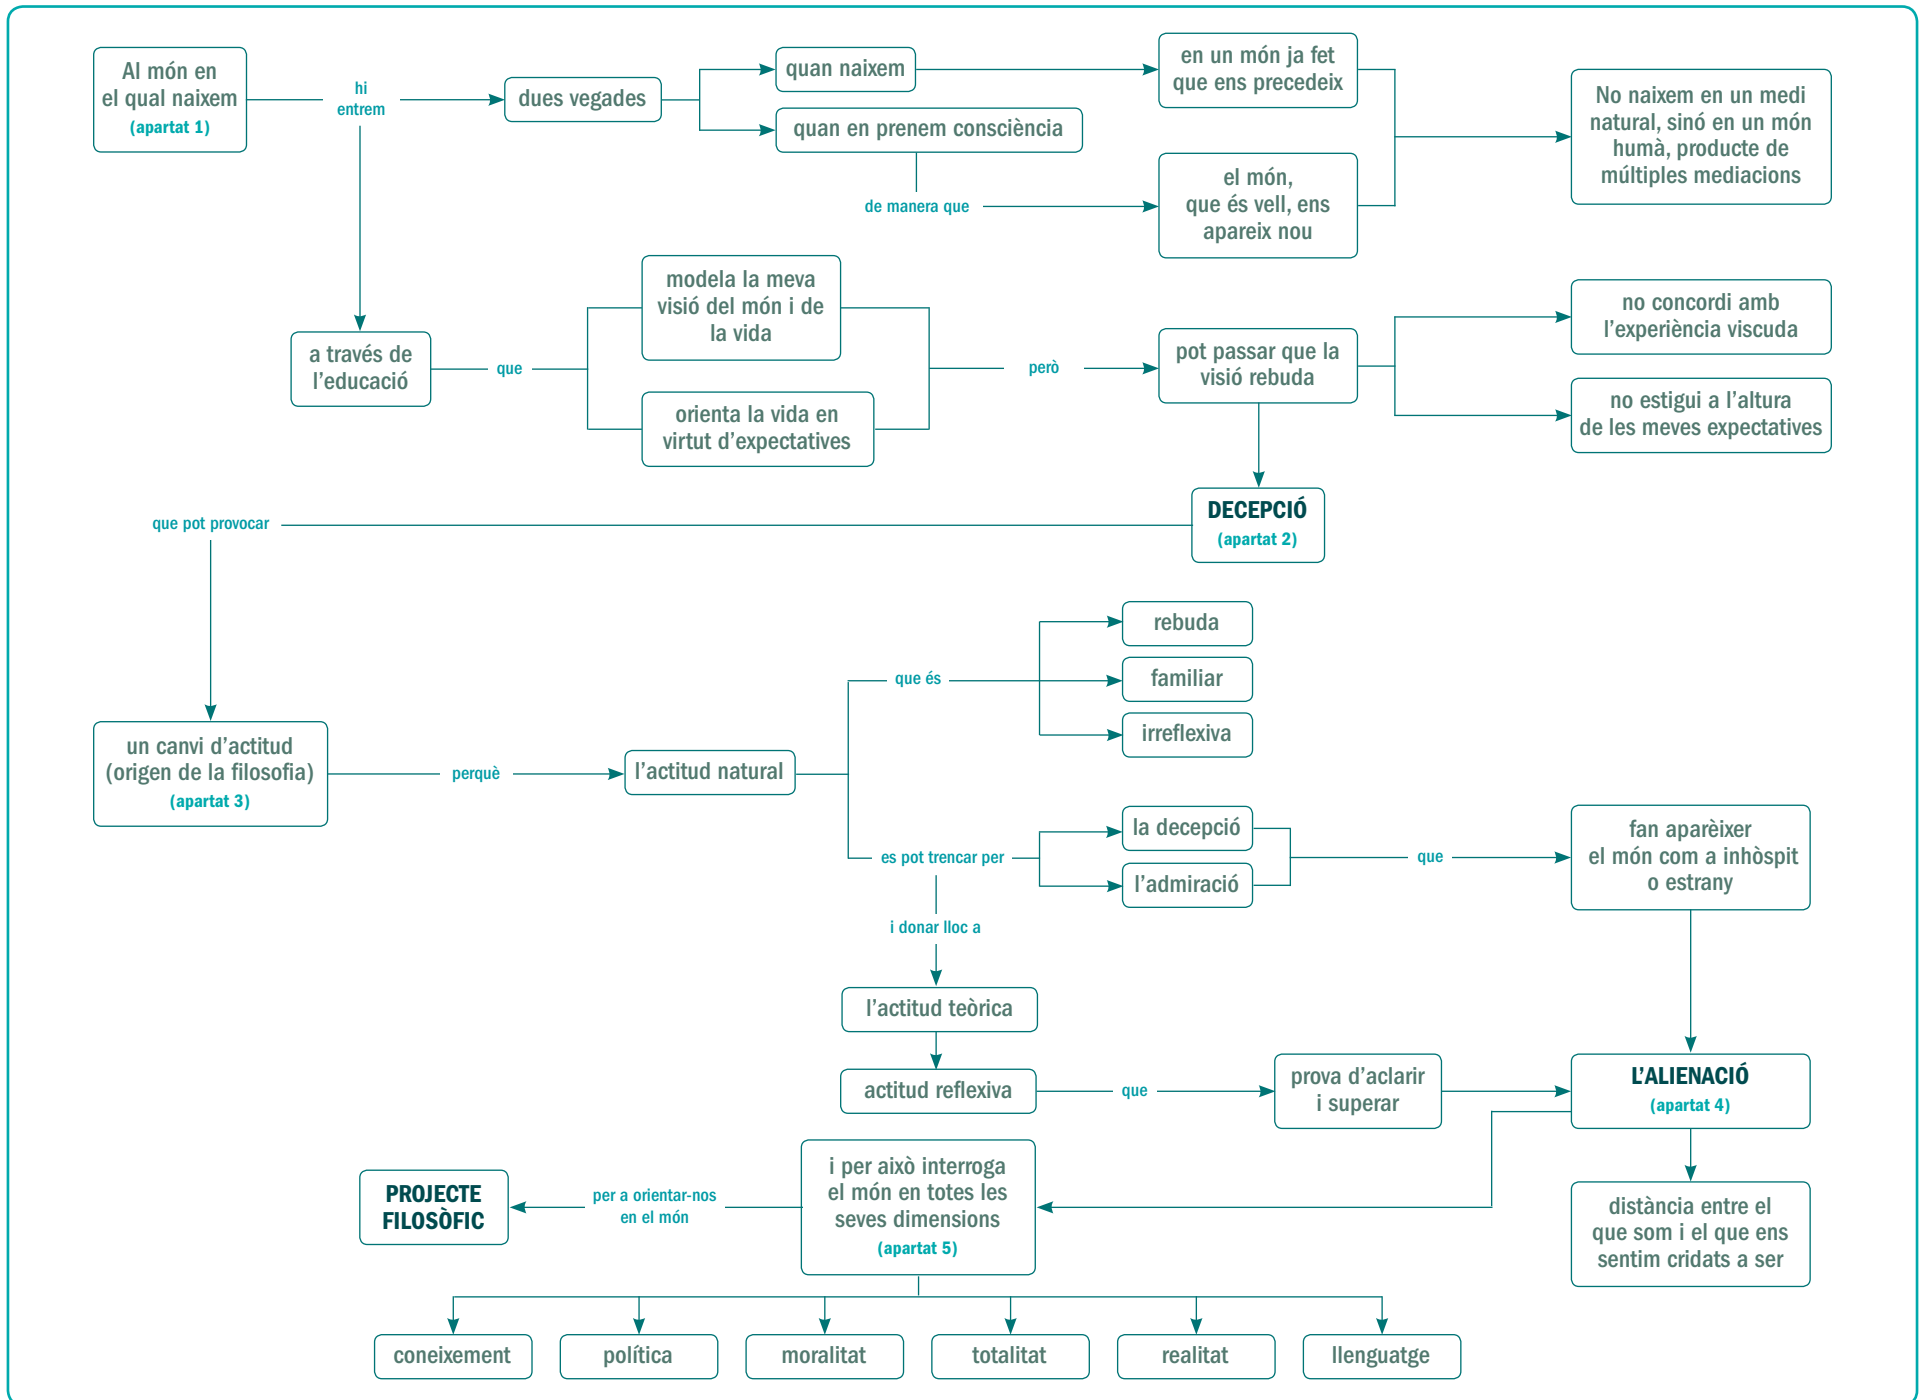 Al món en
el qual naixem
(apartat 1)
hi
entrem
dues vegades
quan naixem
quan en prenem consciència
de manera que
en un món ja fet
que ens precedeix
el món,
que és vell, ens
apareix nou
No naixem en un medi
natural, sinó en un món
humà, producte de
múltiples mediacions
a través de
l’educació
que
modela la meva
visió del món i de
la vida
orienta la vida en
virtut d’expectatives
però
pot passar que la
visió rebuda
no concordi amb
l’experiència viscuda
no estigui a l’altura
de les meves expectatives
DECEPCIÓ
(apartat 2)
que pot provocar
un canvi d’actitud
(origen de la filosofia)
(apartat 3)
perquè
l’actitud natural
que és
rebuda
familiar
irreflexiva
es pot trencar per
la decepció
l’admiració
que
fan aparèixer
el món com a inhòspit
o estrany
i donar lloc a
l’actitud teòrica
actitud reflexiva
que
prova d’aclarir
i superar
L’ALIENACIÓ
(apartat 4)
distància entre el
que som i el que ens
sentim cridats a ser
i per això interroga
el món en totes les
seves dimensions
(apartat 5)
per a orientar-nos
en el món
PROJECTE
FILOSÒFIC
coneixement
política
moralitat
totalitat
realitat
llenguatge